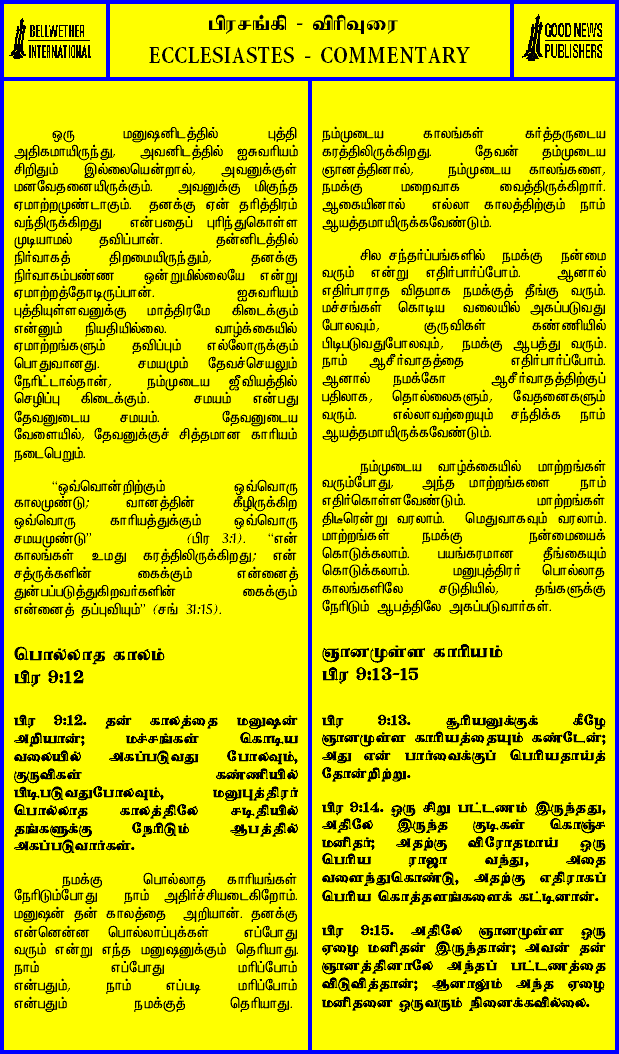 BELLWETHER
INTERNATIONAL
பிரசங்கி - விரிவுரை
ECCLESIASTES - COMMENTARY
GOOD NEWS
PUBLISHERS
ஒரு மனுஷனிடத்தில் புத்தி
அதிகமாயிருந்து, அவனிடத்தில் ஐசுவரியம்
சிறிதும் இல்லையென்றால், அவனுக்குள்
மனவேதனையிருக்கும். அவனுக்கு மிகுந்த
ஏமாற்றமுண்டாகும். தனக்கு ஏன் தரித்திரம்
வந்திருக்கிறது என்பதைப் புரிந்துகொள்ள
முடியாமல் தவிப்பான். தன்னிடத்தில்
நிர்வாகத் திறமையிருந்தும், தனக்கு
நிர்வாகம்பண்ண ஒன்றுமில்லையே என்று
ஏமாற்றத்தோடிருப்பான். ஐசுவரியம்
புத்தியுள்ளவனுக்கு மாத்திரமே கிடைக்கும்
என்னும் நியதியில்லை. வாழ்க்கையில்
ஏமாற்றங்களும் தவிப்பும் எல்லோருக்கும்
பொதுவானது. சமயமும் தேவச்செயலும்
நேரிட்டால்தான், நம்முடைய ஜீவியத்தில்
செழிப்பு கிடைக்கும். சமயம் என்பது
தேவனுடைய சமயம். தேவனுடைய
வேளையில், தேவனுக்குச் சித்தமான காரியம்
நடைபெறும்.
“ஒவ்வொன்றிற்கும் ஒவ்வொரு
காலமுண்டு; வானத்தின் கீழிருக்கிற
ஒவ்வொரு காரியத்துக்கும் ஒவ்வொரு
சமயமுண்டு” (பிர 3:1). “என்
காலங்கள் உமது கரத்திலிருக்கிறது; என்
சத்ருக்களின் கைக்கும் என்னைத்
துன்பப்படுத்துகிறவர்களின் கைக்கும்
என்னைத் தப்புவியும்” (சங் 31:15).
பொல்லாத காலம்
பிர 9:12
பிர 9:12. தன் காலத்தை மனுஷன்
அறியான்; மச்சங்கள் கொடிய
வலையில் அகப்படுவது போலவும்,
குருவிகள் கண்ணியில்
பிடிபடுவதுபோலவும், மனுபுத்திரர்
பொல்லாத காலத்திலே சடிதியில்
தங்களுக்கு நேரிடும் ஆபத்தில்
அகப்படுவார்கள்.
நமக்கு பொல்லாத காரியங்கள்
நேரிடும்போது நாம் அதிர்ச்சியடைகிறோம்.
மனுஷன் தன் காலத்தை அறியான். தனக்கு
என்னென்ன பொல்லாப்புக்கள் எப்போது
வரும் என்று எந்த மனுஷனுக்கும் தெரியாது.
நாம் எப்போது மரிப்போம்
என்பதும், நாம் எப்படி மரிப்போம்
என்பதும் நமக்குத் தெரியாது.
நம்முடைய காலங்கள் கர்த்தருடைய
கரத்திலிருக்கிறது. தேவன் தம்முடைய
ஞானத்தினால், நம்முடைய காலங்களை,
நமக்கு மறைவாக வைத்திருக்கிறார்.
ஆகையினால் எல்லா காலத்திற்கும் நாம்
ஆயத்தமாயிருக்கவேண்டும்.
சில சந்தர்ப்பங்களில் நமக்கு நன்மை
வரும் என்று எதிர்பார்ப்போம். ஆனால்
எதிர்பாராத விதமாக நமக்குத் தீங்கு வரும்.
மச்சங்கள் கொடிய வலையில் அகப்படுவது
போலவும், குருவிகள் கண்ணியில்
பிடிபடுவதுபோலவும், நமக்கு ஆபத்து வரும்.
நாம் ஆசீர்வாதத்தை எதிர்பார்ப்போம்.
ஆனால் நமக்கோ ஆசீர்வாதத்திற்குப்
பதிலாக, தொல்லைகளும், வேதனைகளும்
வரும். எல்லாவற்றையும் சந்திக்க நாம்
ஆயத்தமாயிருக்கவேண்டும்.
நம்முடைய வாழ்க்கையில் மாற்றங்கள்
வரும்போது, அந்த மாற்றங்களை நாம்
எதிர்கொள்ளவேண்டும். மாற்றங்கள்
திடீரென்று வரலாம். மெதுவாகவும் வரலாம்.
மாற்றங்கள் நமக்கு நன்மையைக்
கொடுக்கலாம். பயங்கரமான தீங்கையும்
கொடுக்கலாம். மனுபுத்திரர் பொல்லாத
காலங்களிலே சடுதியில், தங்களுக்கு
நேரிடும் ஆபத்திலே அகப்படுவார்கள்.
ஞானமுள்ள காரியம்
பிர 9:13-15
பிர 9:13. சூரியனுக்குக் கீழே
ஞானமுள்ள காரியத்தையும் கண்டேன்;
அது என் பார்வைக்குப் பெரியதாய்த்
தோன்றிற்று.
பிர 9:14. ஒரு சிறு பட்டணம் இருந்தது,
அதிலே இருந்த குடிகள் கொஞ்ச
மனிதர்; அதற்கு விரோதமாய் ஒரு
பெரிய ராஜா வந்து, அதை
வளைந்துகொண்டு, அதற்கு எதிராகப்
பெரிய கொத்தளங்களைக் கட்டினான்.
பிர 9:15. அதிலே ஞானமுள்ள ஒரு
ஏழை மனிதன் இருந்தான்; அவன் தன்
ஞானத்தினாலே அந்தப் பட்டணத்தை
விடுவித்தான்; ஆனாலும் அந்த ஏழை
மனிதனை ஒருவரும் நினைக்கவில்லை.